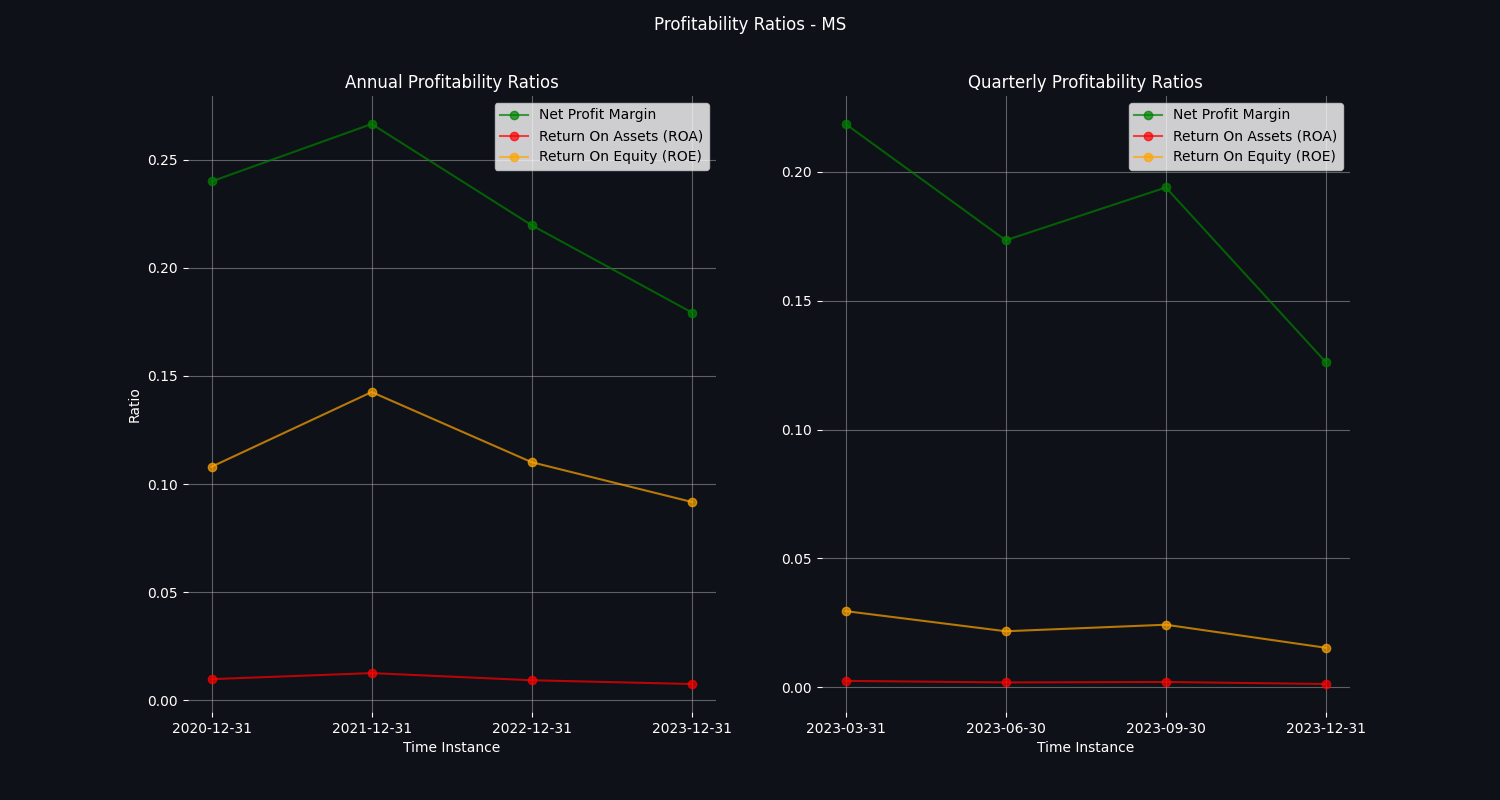 Profitability Ratios - MS
Annual Profitability Ratios
Net Profit Margin
Return On Assets (ROA)
Return On Equity (ROE)
0.25
0.20
0.15
0.10
0.05
0.00
Ratio
2020-12-31 2021-12-31 2022-12-31 2023-12-31
Time Instance
Quarterly Profitability Ratios
Net Profit Margin
Return On Assets (ROA)
Return On Equity (ROE)
0.20
0.15
0.10
0.05
0.00
2023-03-31 2023-06-30 2023-09-30 2023-12-31
Time Instance